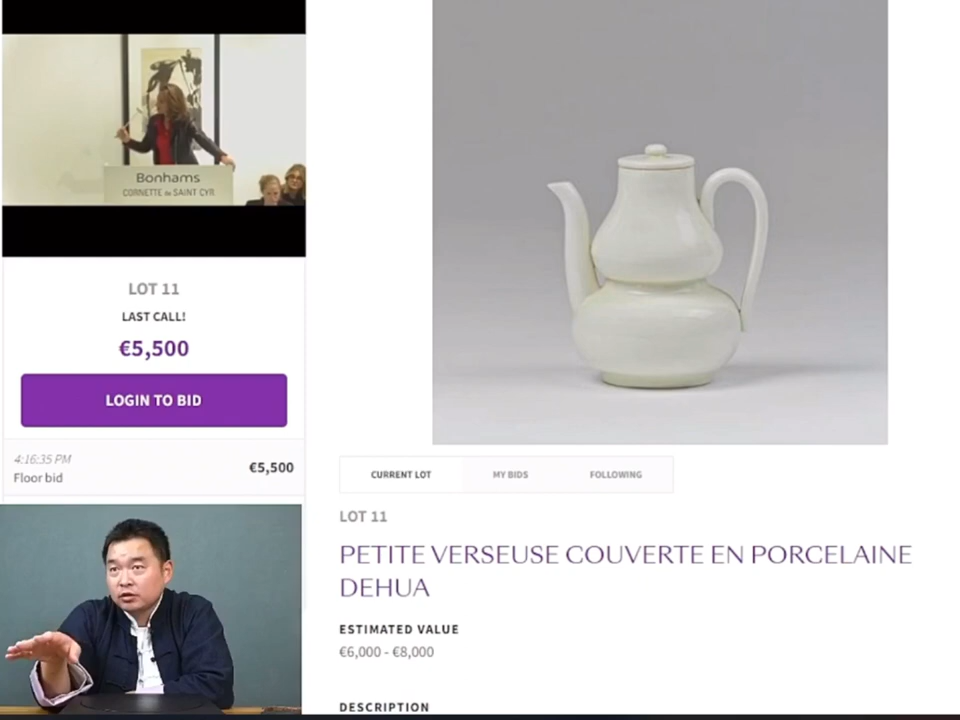 Bonhams
CORNETTE de SAINT CYR
LOT 11
LAST CALL!
€5,500
LOGIN TO BID
4:16:35 PM
Floor bid
€5,500
CURRENT LOT
MY BIDS
FOLLOWING
LOT 11
PETITE VERSEUSE COUVERTE EN PORCELAINE
DEHUA
ESTIMATED VALUE
€6,000 - €8,000
DESCRIPTION